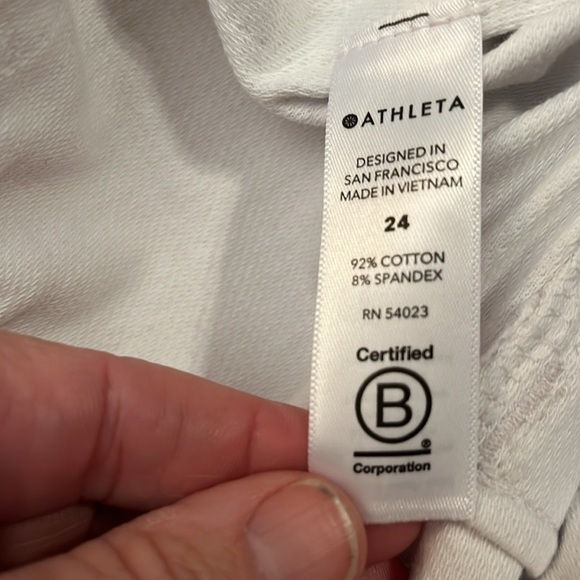 ATHLETA
DESIGNED IN
SAN FRANCISCO
MADE IN VIETNAM
24
92% COTTON
8% SPANDEX
RN 54023
Certified
B
®
Corporation